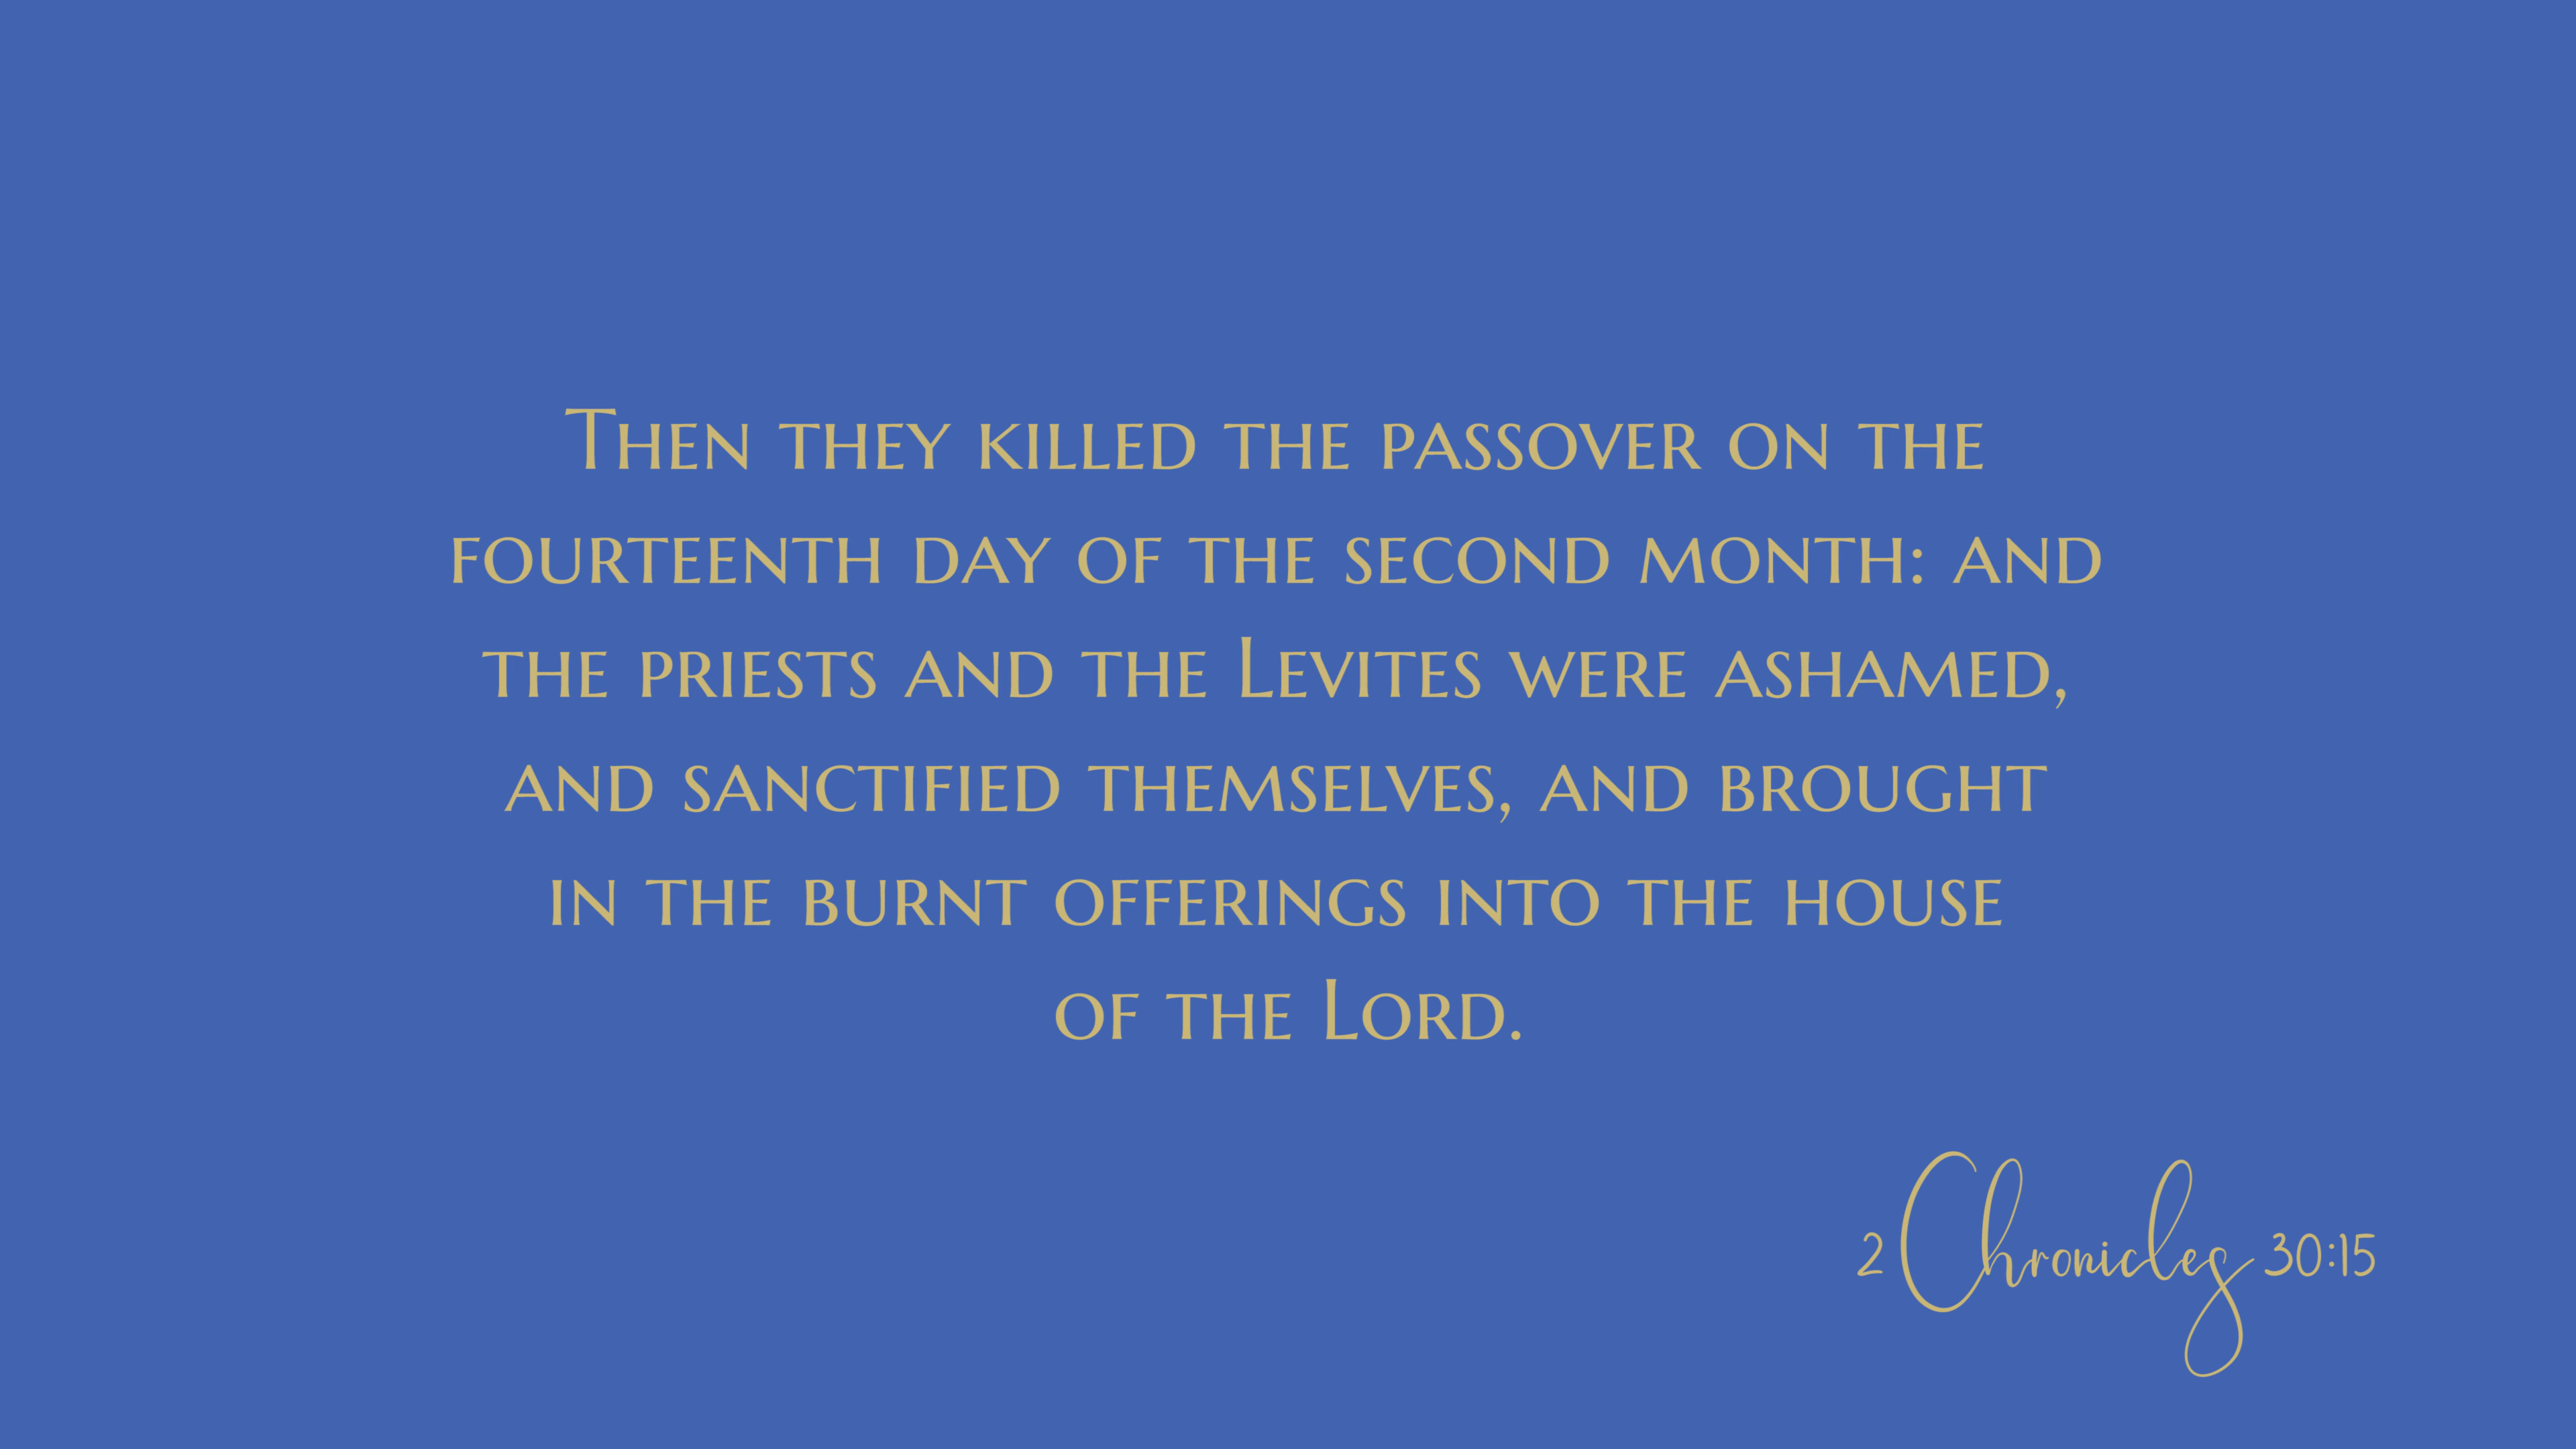 Then they killed the passover on the
fourteenth day of the second month: and
the priests and the Levites were ashamed,
and sanctified themselves, and brought
in the burnt offerings into the house
of the Lord.
2 Chronicles 30:15